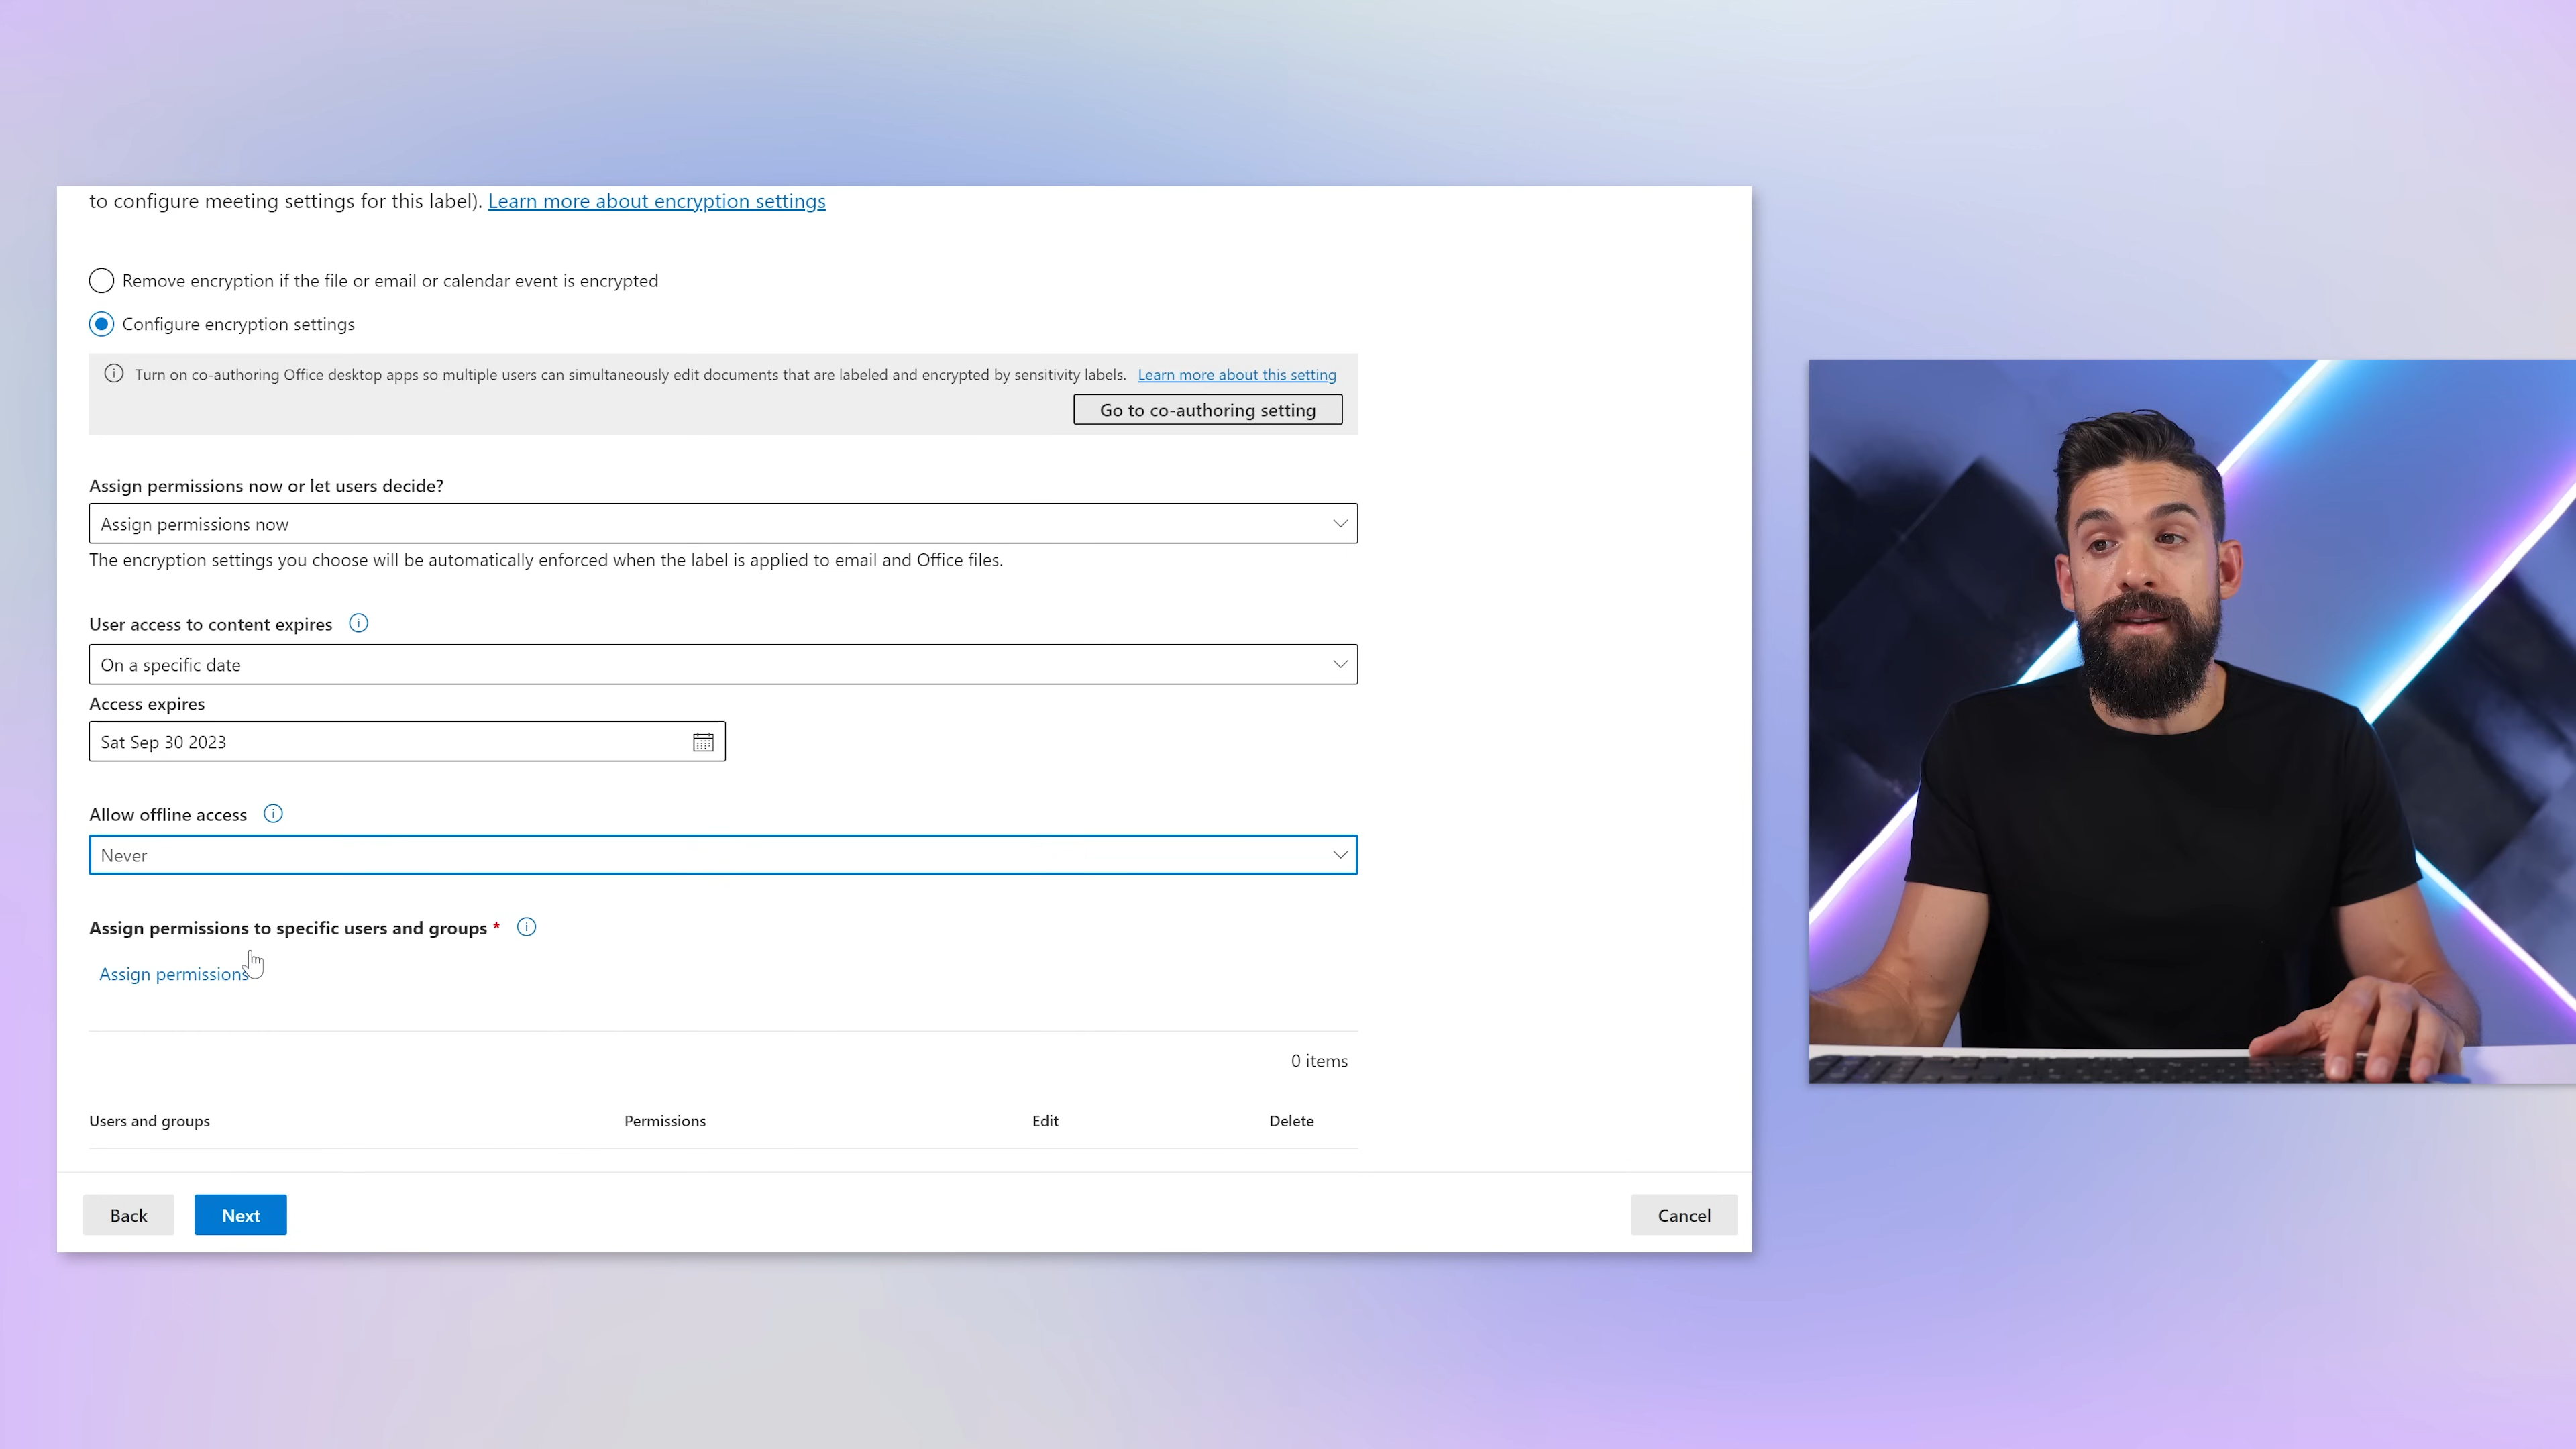 to configure meeting settings for this label). Learn more about encryption settings
Remove encryption if the file or email or calendar event is encrypted
Configure encryption settings
Turn on co-authoring Office desktop apps so multiple users can simultaneously edit documents that are labeled and encrypted by sensitivity labels. Learn more about this setting
Go to co-authoring setting
Assign permissions now or let users decide?
Assign permissions now
The encryption settings you choose will be automatically enforced when the label is applied to email and Office files.
User access to content expires
On a specific date
Access expires
Sat Sep 30 2023
Allow offline access
Never
Assign permissions to specific users and groups *
Assign permissions
0 items
Users and groups Permissions Edit Delete
Back Next Cancel